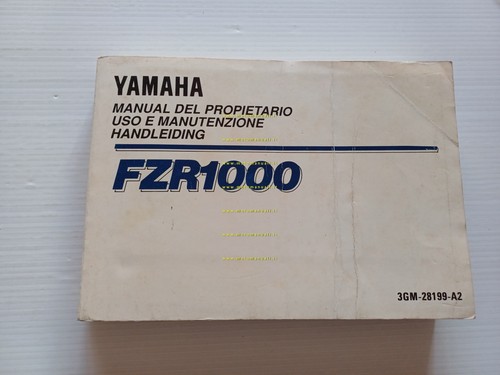 YAMAHA
MANUAL DEL PROPIETARIO
USO E MANUTENZIONE
HANDLEIDING
FZR1000
3GM-28199-A2